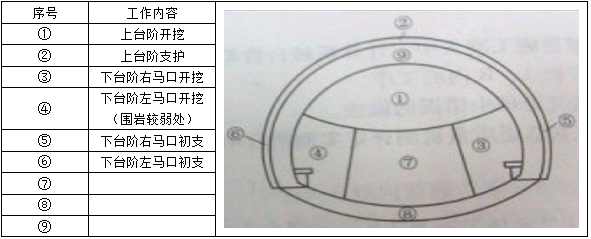 序号 工作内容
① 上台阶开挖
② 上台阶支护
③ 下台阶右马口开挖
④ 下台阶左马口开挖
（围岩较弱处）
⑤ 下台阶右马口初支
⑥ 下台阶左马口初支
⑦
⑧
⑨
②
⑨
①
⑥
⑤
④
③
⑦
⑧